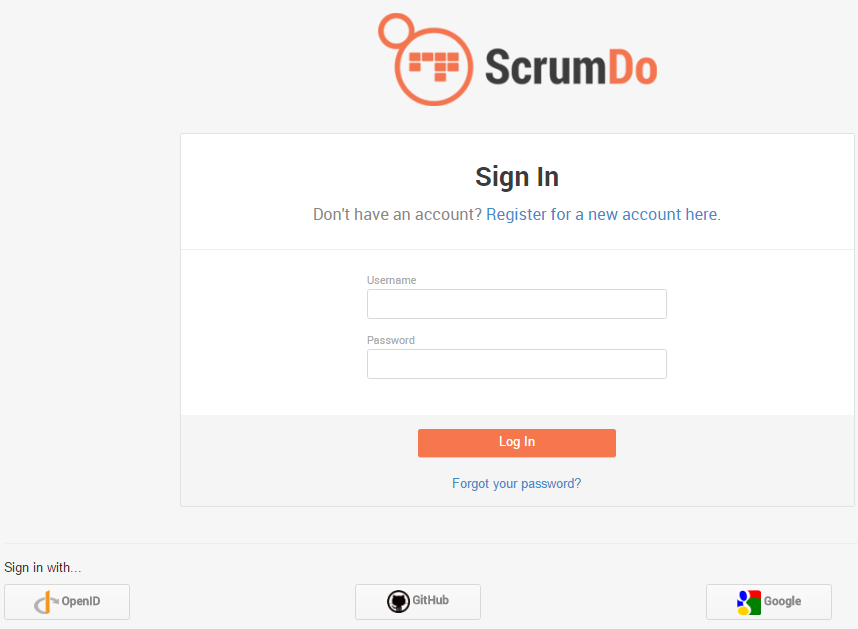 ScrumDo
Sign In
Don't have an account? Register for a new account here.
Username
Password
Log In
Forgot your password?
Sign in with...
OpenID
GitHub
Google